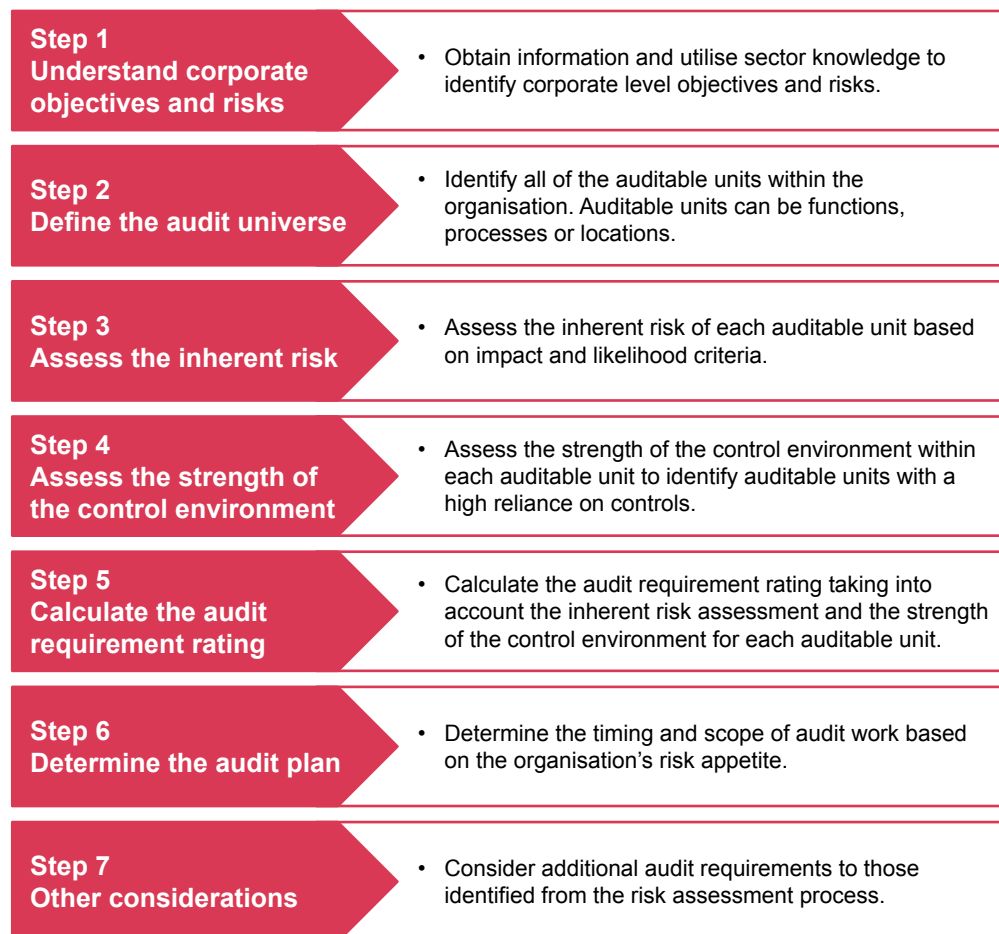 Step 1
Understand corporate
objectives and risks
• Obtain information and utilise sector knowledge to
identify corporate level objectives and risks.
Step 2
Define the audit universe
• Identify all of the auditable units within the
organisation. Auditable units can be functions,
processes or locations.
Step 3
Assess the inherent risk
• Assess the inherent risk of each auditable unit based
on impact and likelihood criteria.
Step 4
Assess the strength of
the control environment
• Assess the strength of the control environment within
each auditable unit to identify auditable units with a
high reliance on controls.
Step 5
Calculate the audit
requirement rating
• Calculate the audit requirement rating taking into
account the inherent risk assessment and the strength
of the control environment for each auditable unit.
Step 6
Determine the audit plan
• Determine the timing and scope of audit work based
on the organisation’s risk appetite.
Step 7
Other considerations
• Consider additional audit requirements to those
identified from the risk assessment process.